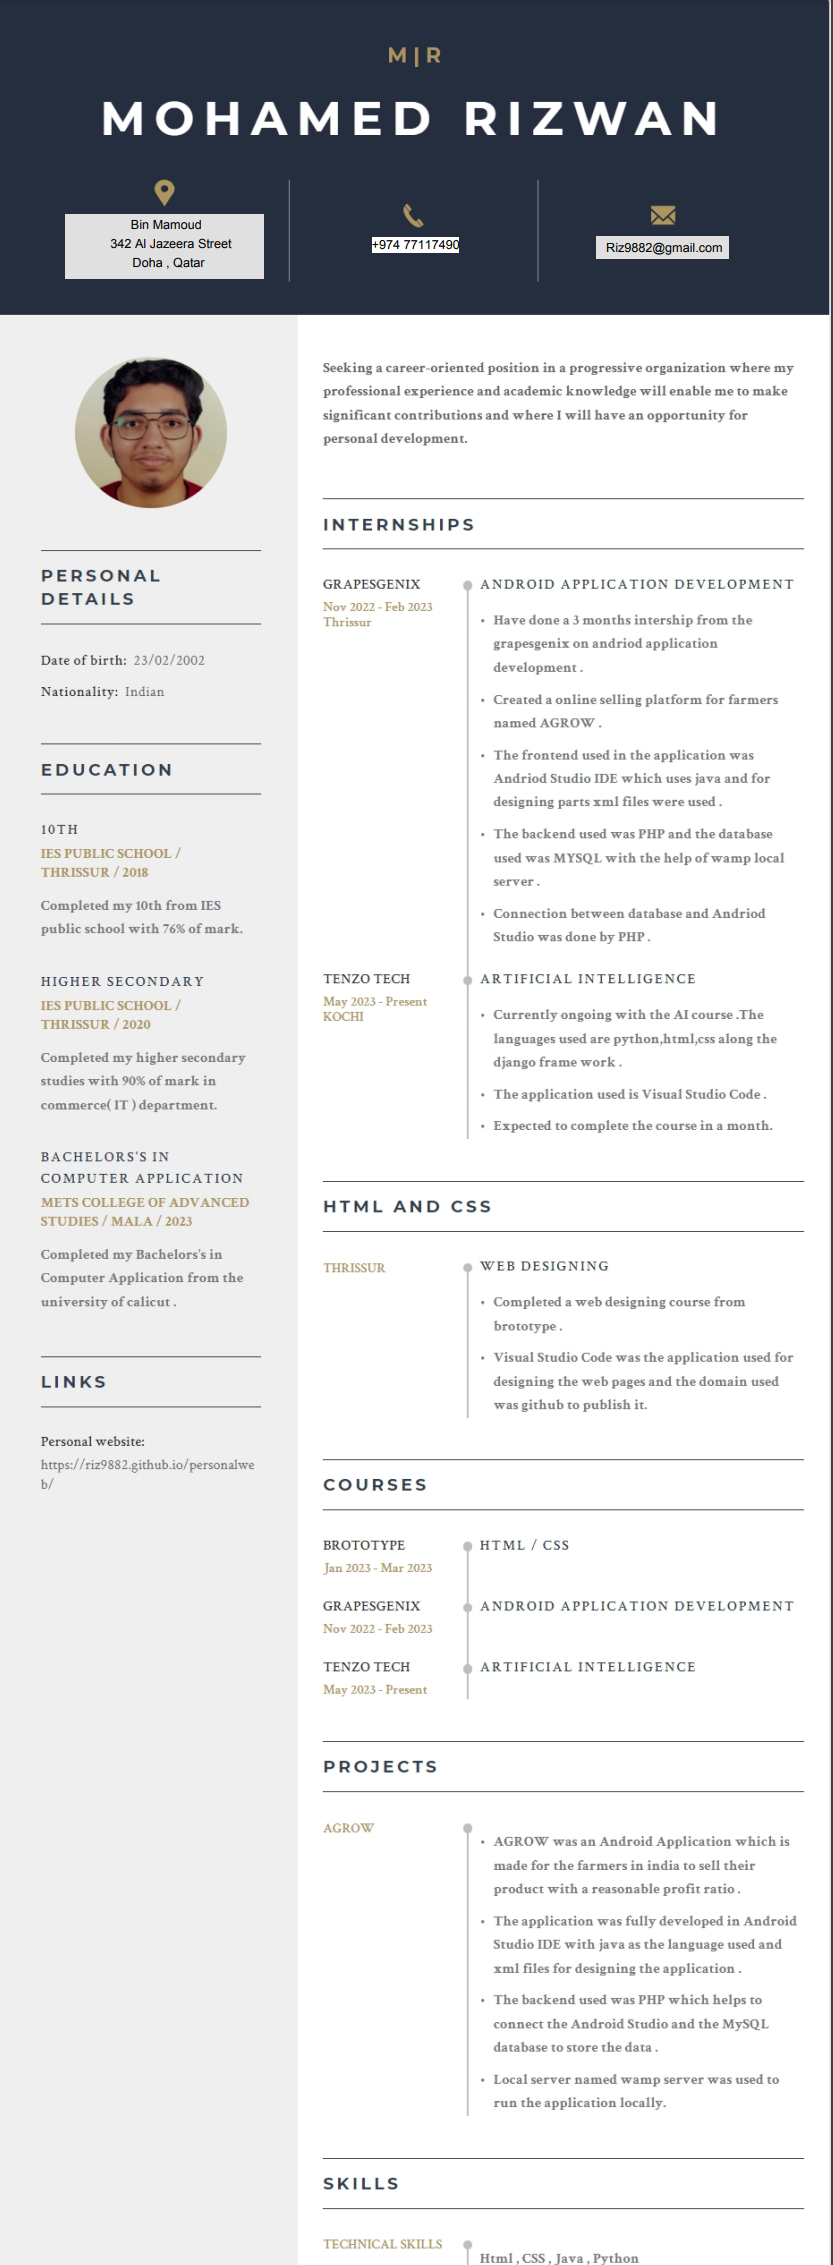 M|R
MOHAMED RIZWAN
Bin Mamoud
342 Al Jazeera Street
Doha , Qatar
+974 77117490
Riz9882@gmail.com
PERSONAL
DETAILS
Date of birth: 23/02/2002
Nationality: Indian
EDUCATION
10TH
IES PUBLIC SCHOOL /
THRISSUR / 2018
Completed my 10th from IES
public school with 76% of mark.
HIGHER SECONDARY
IES PUBLIC SCHOOL /
THRISSUR / 2020
Completed my higher secondary
studies with 90% of mark in
commerce( IT ) department.
BACHELORS'S IN
COMPUTER APPLICATION
METS COLLEGE OF ADVANCED
STUDIES / MALA / 2023
Completed my Bachelors's in
Computer Application from the
university of calicut .
LINKS
Personal website:
https://riz9882.github.io/personalwe
b/
Seeking a career-oriented position in a progressive organization where my
professional experience and academic knowledge will enable me to make
significant contributions and where I will have an opportunity for
personal development.
INTERNSHIPS
GRAPESGENIX
Nov 2022 - Feb 2023
Thrissur
ANDROID APPLICATION DEVELOPMENT
• Have done a 3 months intership from the
grapesgenix on andriod application
development .
• Created a online selling platform for farmers
named AGROW .
• The frontend used in the application was
Andriod Studio IDE which uses java and for
designing parts xml files were used .
• The backend used was PHP and the database
used was MYSQL with the help of wamp local
server .
• Connection between database and Andriod
Studio was done by PHP .
TENZO TECH
May 2023 - Present
KOCHI
ARTIFICIAL INTELLIGENCE
• Currently ongoing with the AI course .The
languages used are python,html,css along the
django frame work .
• The application used is Visual Studio Code .
• Expected to complete the course in a month.
HTML AND CSS
THRISSUR
WEB DESIGNING
• Completed a web designing course from
brototype .
• Visual Studio Code was the application used for
designing the web pages and the domain used
was github to publish it.
COURSES
BROTOTYPE
Jan 2023 - Mar 2023
HTML / CSS
GRAPESGENIX
Nov 2022 - Feb 2023
ANDROID APPLICATION DEVELOPMENT
TENZO TECH
May 2023 - Present
ARTIFICIAL INTELLIGENCE
PROJECTS
AGROW
• AGROW was an Android Application which is
made for the farmers in india to sell their
product with a reasonable profit ratio .
• The application was fully developed in Android
Studio IDE with java as the language used and
xml files for designing the application .
• The backend used was PHP which helps to
connect the Android Studio and the MySQL
database to store the data .
• Local server named wamp server was used to
run the application locally.
SKILLS
TECHNICAL SKILLS
Html , CSS , Java , Python